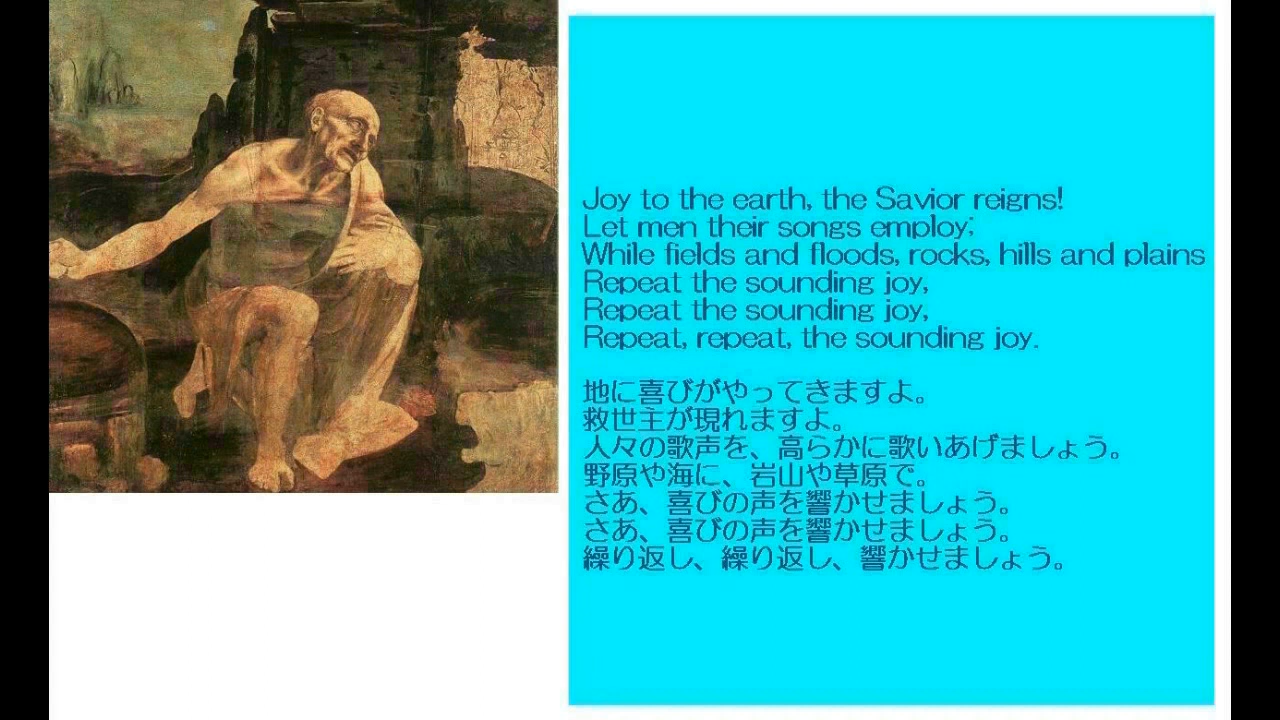 Joy to the earth, the Savior reigns!
Let men their songs employ;
While fields and floods, rocks, hills and plains
Repeat the sounding joy,
Repeat the sounding joy,
Repeat, repeat, the sounding joy.
地に喜びがやってきますよ。
救世主が現れますよ。
人々の歌声を、高らかに歌いあげましょう。
野原や海に、岩山や草原で。
さあ、喜びの声を響かせましょう。
さあ、喜びの声を響かせましょう。
繰り返し、繰り返し、響かせましょう。